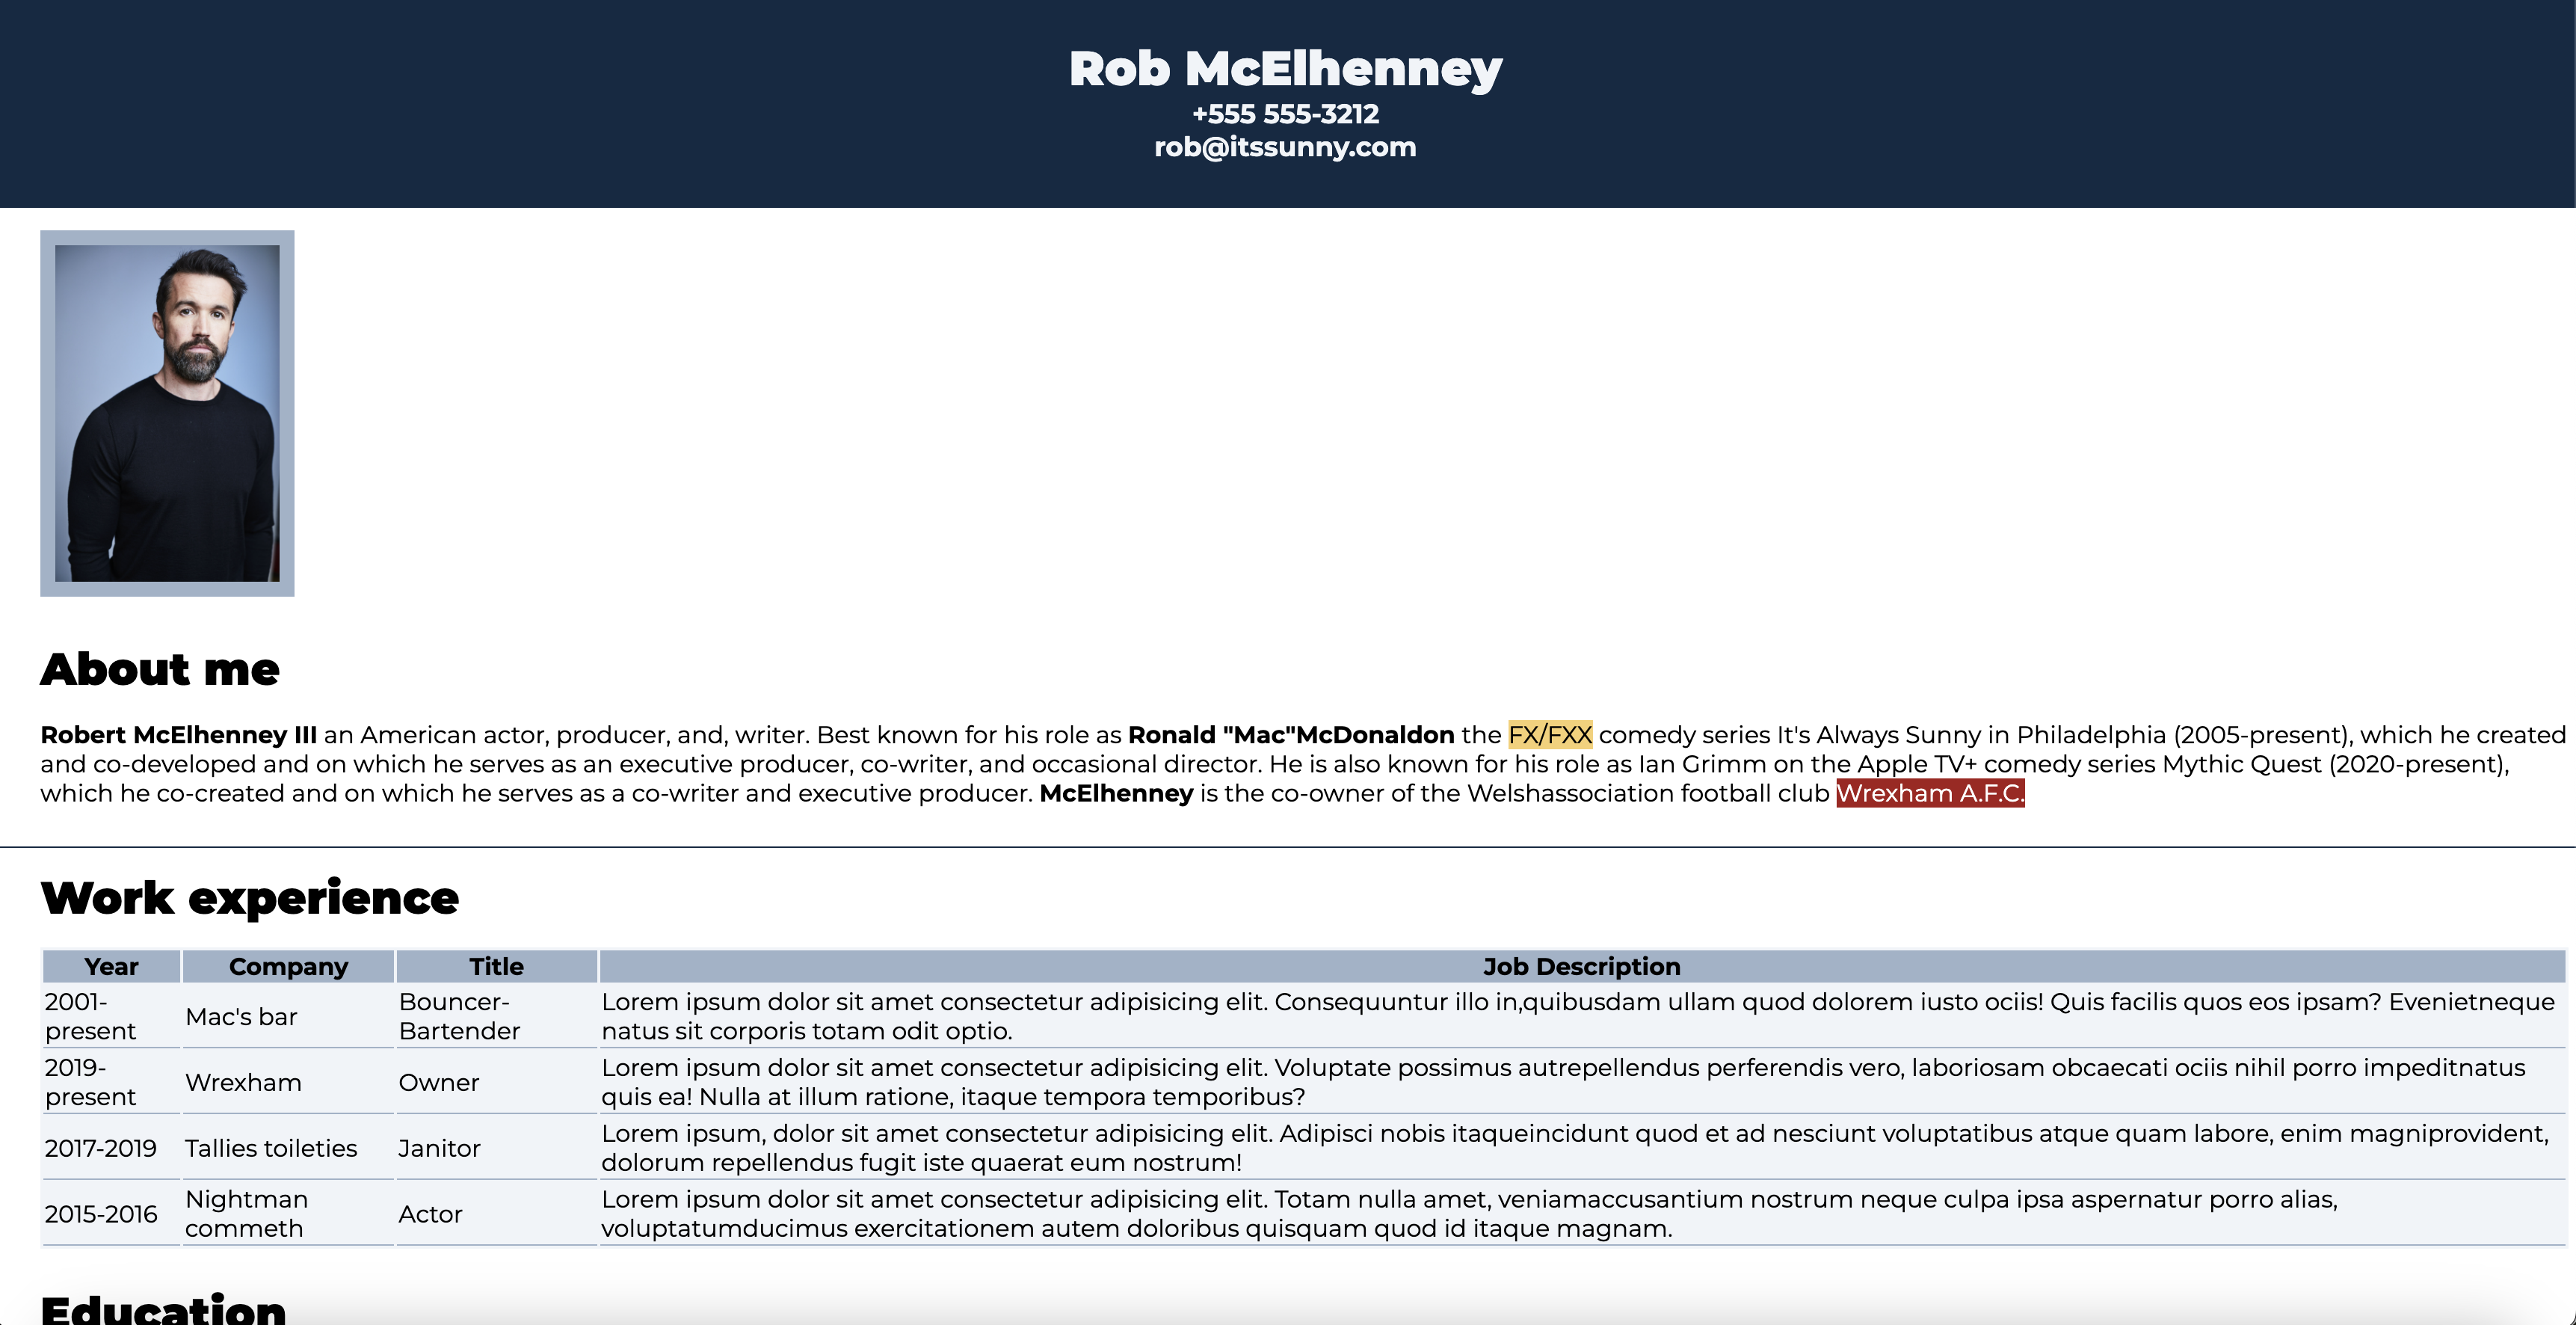 Rob McElhenney
+555 555-3212
rob@itssunny.com
About me
Robert McElhenney III an American actor, producer, and, writer. Best known for his role as Ronald "Mac"McDonaldon the FX/FXX comedy series It's Always Sunny in Philadelphia (2005-present), which he created
and co-developed and on which he serves as an executive producer, co-writer, and occasional director. He is also known for his role as Ian Grimm on the Apple TV+ comedy series Mythic Quest (2020-present),
which he co-created and on which he serves as a co-writer and executive producer. McElhenney is the co-owner of the Welshassociation football club Wrexham A.F.C.
Work experience
Year Company Title Job Description
2001-
present
Mac's bar
Bouncer-
Bartender
Lorem ipsum dolor sit amet consectetur adipisicing elit. Consequuntur illo in,quibusdam ullam quod dolorem iusto ociis! Quis facilis quos eos ipsam? Evenietneque
natus sit corporis totam odit optio.
2019-
present
Wrexham
Owner
Lorem ipsum dolor sit amet consectetur adipisicing elit. Voluptate possimus autrepellendus perferendis vero, laboriosam obcaecati ociis nihil porro impeditnatus
quis ea! Nulla at illum ratione, itaque tempora temporibus?
2017-2019
Tallies toileties
Janitor
Lorem ipsum, dolor sit amet consectetur adipisicing elit. Adipisci nobis itaqueincidunt quod et ad nesciunt voluptatibus atque quam labore, enim magniprovident,
dolorum repellendus fugit iste quaerat eum nostrum!
2015-2016
Nightman
commeth
Actor
Lorem ipsum dolor sit amet consectetur adipisicing elit. Totam nulla amet, veniamaccusantium nostrum neque culpa ipsa aspernatur porro alias,
voluptatumducimus exercitationem autem doloribus quisquam quod id itaque magnam.
Education